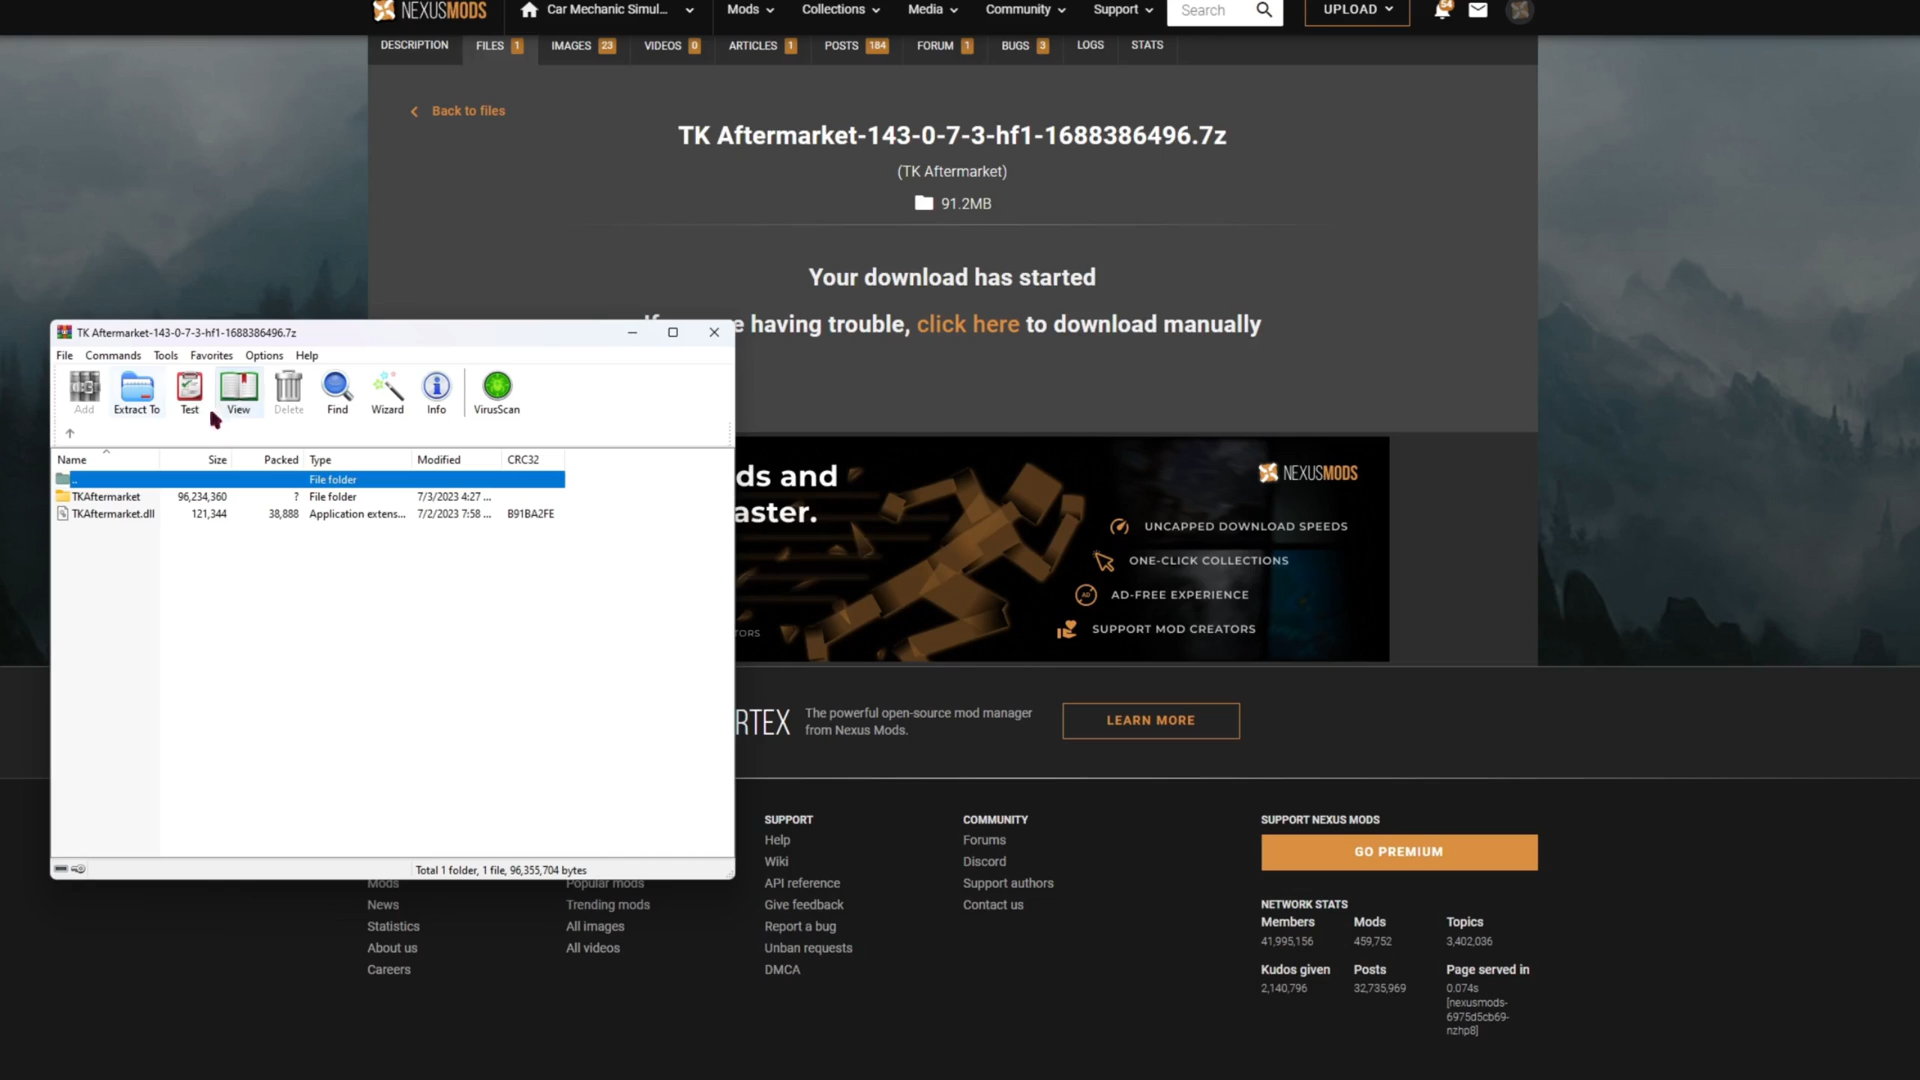 NEXUSMODS
Car Mechanic Simul...
Mods
Collections
Media
Community
Support
Search
UPLOAD
54
DESCRIPTION
FILES 1
IMAGES 23
VIDEOS 0
ARTICLES 1
POSTS 184
FORUM 1
BUGS 3
LOGS
STATS
Back to files
TK Aftermarket-143-0-7-3-hf1-1688386496.7z
(TK Aftermarket)
91.2MB
Your download has started
having trouble, click here to download manually
TK Aftermarket-143-0-7-3-hf1-1688386496.7z
File Commands Tools Favorites Options Help
Add Extract To Test View Delete Find Wizard Info VirusScan
Name Size Packed Type Modified CRC32
.. File folder
TKAftermarket 96,234,360 ? File folder 7/3/2023 4:27 ...
TKAftermarket.dll 121,344 38,888 Application extens... 7/2/2023 7:58 ... B91BA2FE
Total 1 folder, 1 file, 96,355,704 bytes
ds and
aster.
TORS
NEXUSMODS
UNCAPPED DOWNLOAD SPEEDS
ONE-CLICK COLLECTIONS
AD-FREE EXPERIENCE
SUPPORT MOD CREATORS
RTEX
The powerful open-source mod manager
from Nexus Mods.
LEARN MORE
Mods
News
Statistics
About us
Careers
Popular mods
Trending mods
All images
All videos
SUPPORT
Help
Wiki
API reference
Give feedback
Report a bug
Unban requests
DMCA
COMMUNITY
Forums
Discord
Support authors
Contact us
SUPPORT NEXUS MODS
GO PREMIUM
NETWORK STATS
Members Mods Topics
41,995,156 459,752 3,402,036
Kudos given Posts Page served in
2,140,796 32,735,969 0.074s
[nexusmods-
6975d5cb69-
nzhp8]